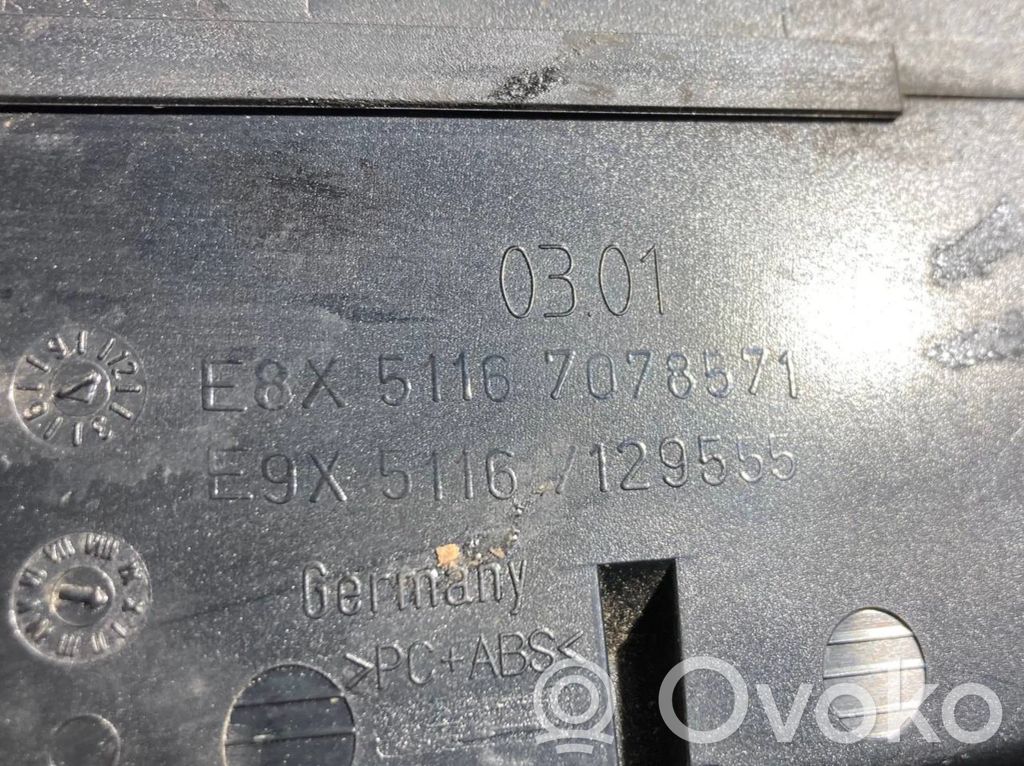 03.01
E8X 5116 7078571
E9X 5116 7129555
Germany
>PC+ABS<
Ovoko